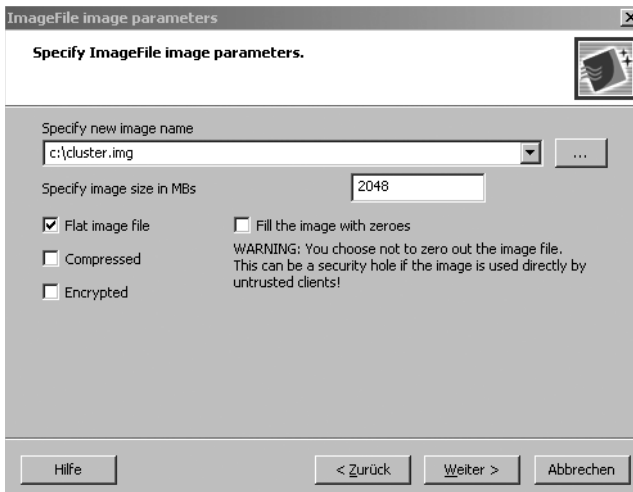 ImageFile image parameters
Specify ImageFile image parameters.
Specify new image name
c:\cluster.img
...
Specify image size in MBs
2048
Flat image file
Fill the image with zeroes
Compressed
WARNING: You choose not to zero out the image file.
This can be a security hole if the image is used directly by
untrusted clients!
Encrypted
Hilfe
< Zurück
Weiter >
Abbrechen